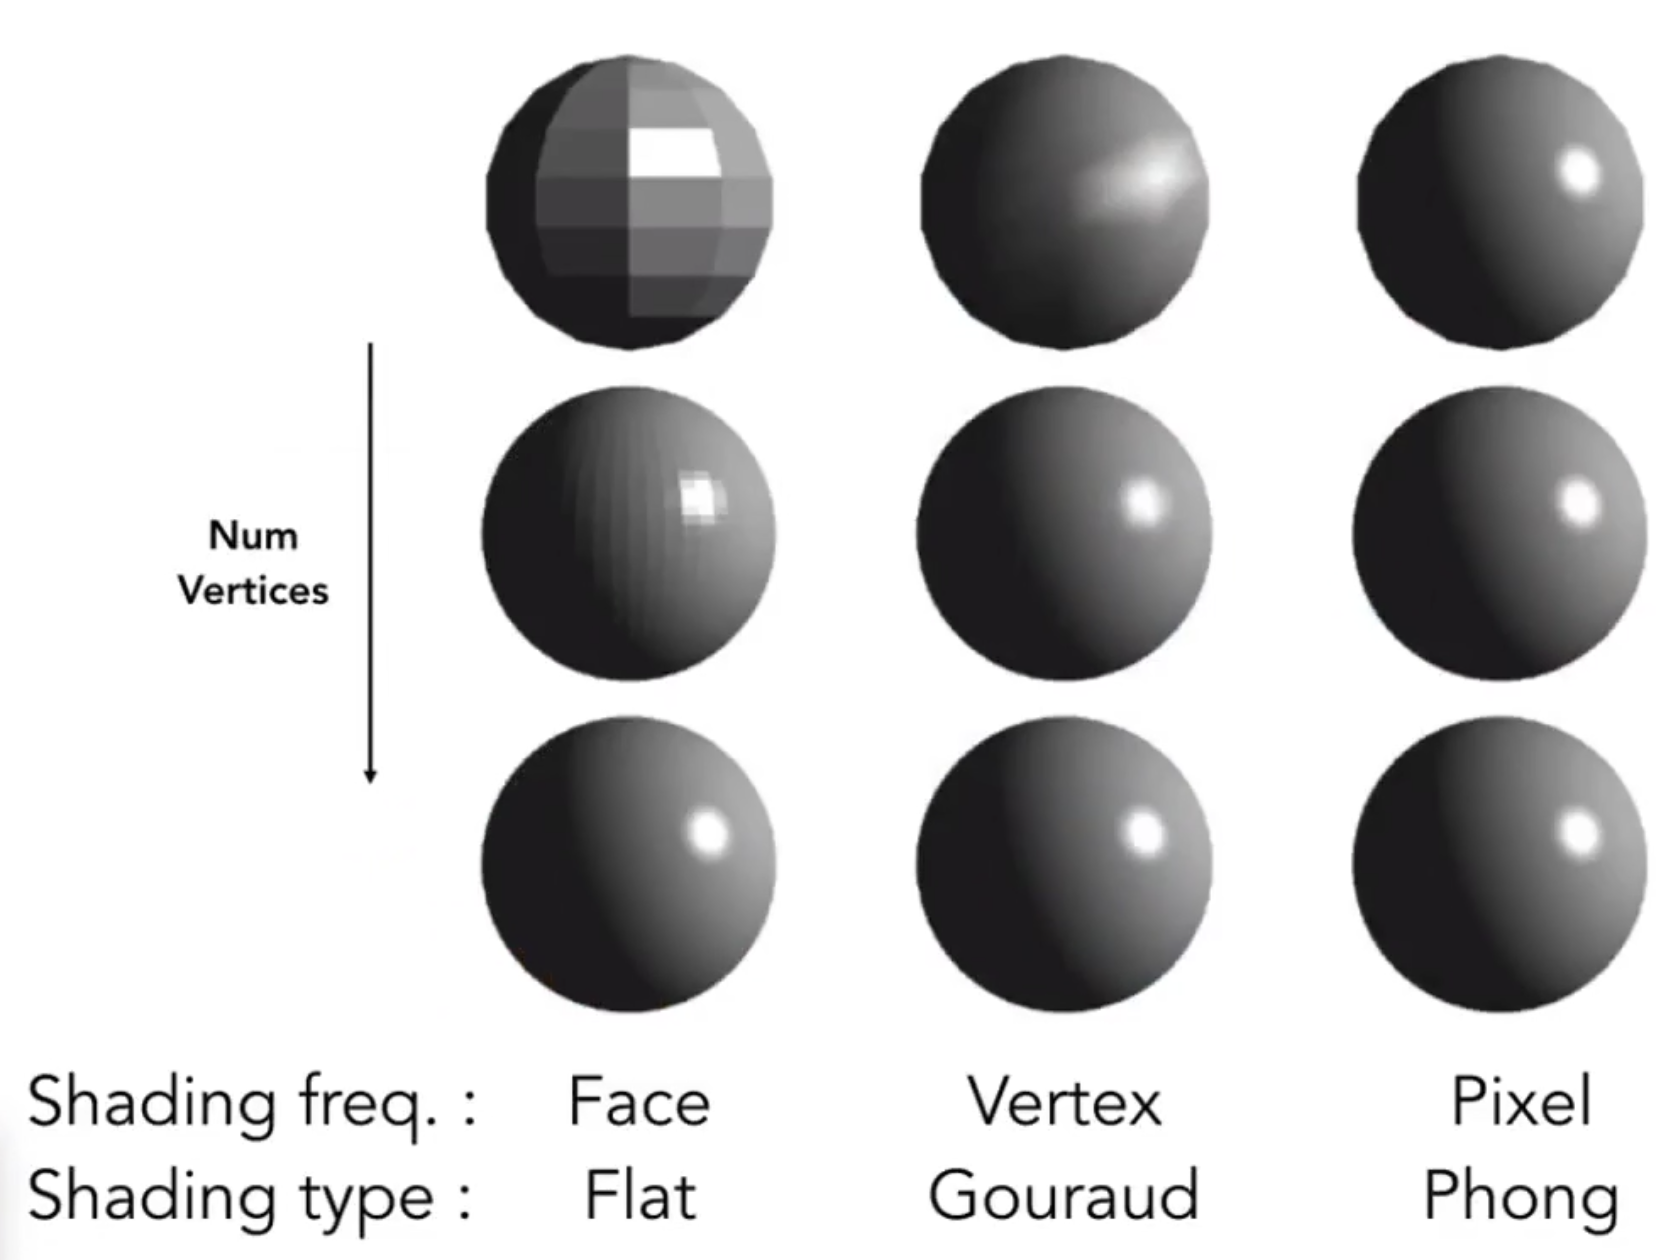 Num
Vertices
Shading freq. : Face Vertex Pixel
Shading type : Flat Gouraud Phong